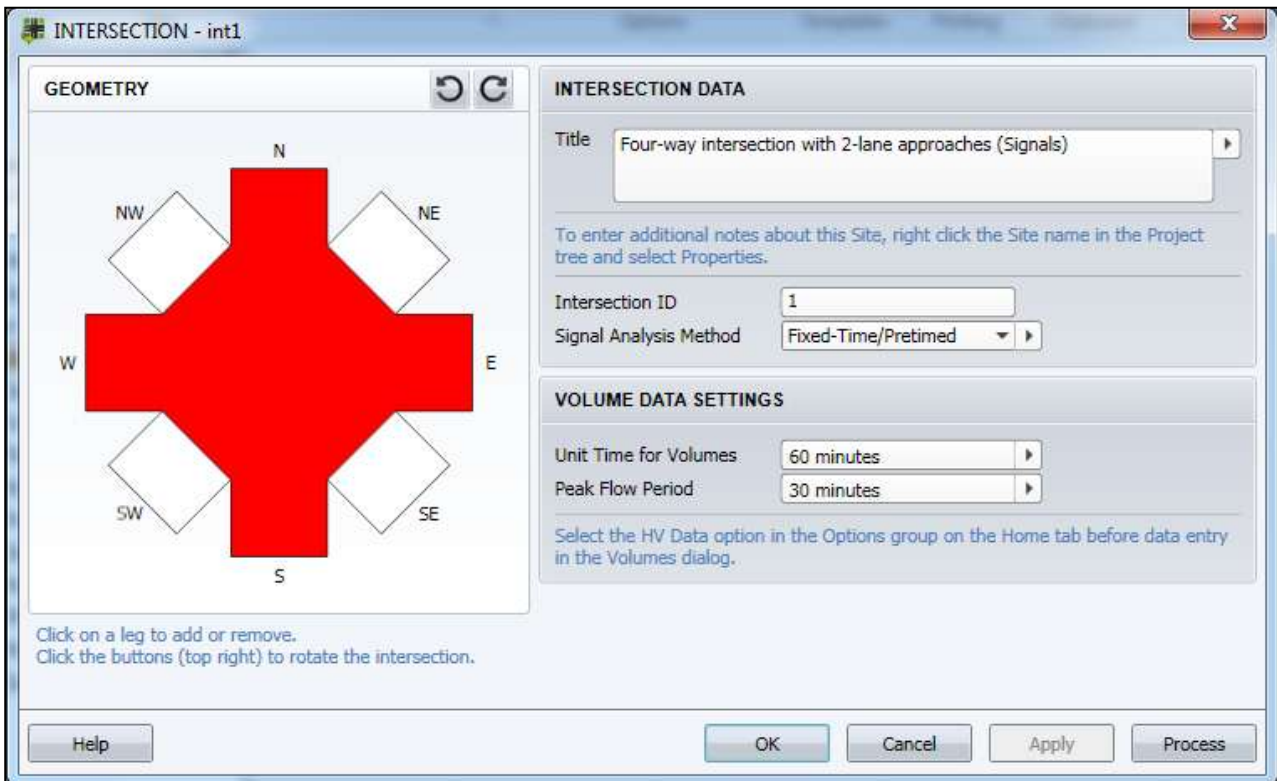 INTERSECTION - int1
GEOMETRY
N
NW
NE
W
E
SW
SE
S
Click on a leg to add or remove.
Click the buttons (top right) to rotate the intersection.
INTERSECTION DATA
Title
Four-way intersection with 2-lane approaches (Signals)
To enter additional notes about this Site, right click the Site name in the Project
tree and select Properties.
Intersection ID
1
Signal Analysis Method
Fixed-Time/Pretimed
VOLUME DATA SETTINGS
Unit Time for Volumes
60 minutes
Peak Flow Period
30 minutes
Select the HV Data option in the Options group on the Home tab before data entry
in the Volumes dialog.
Help
OK
Cancel
Apply
Process